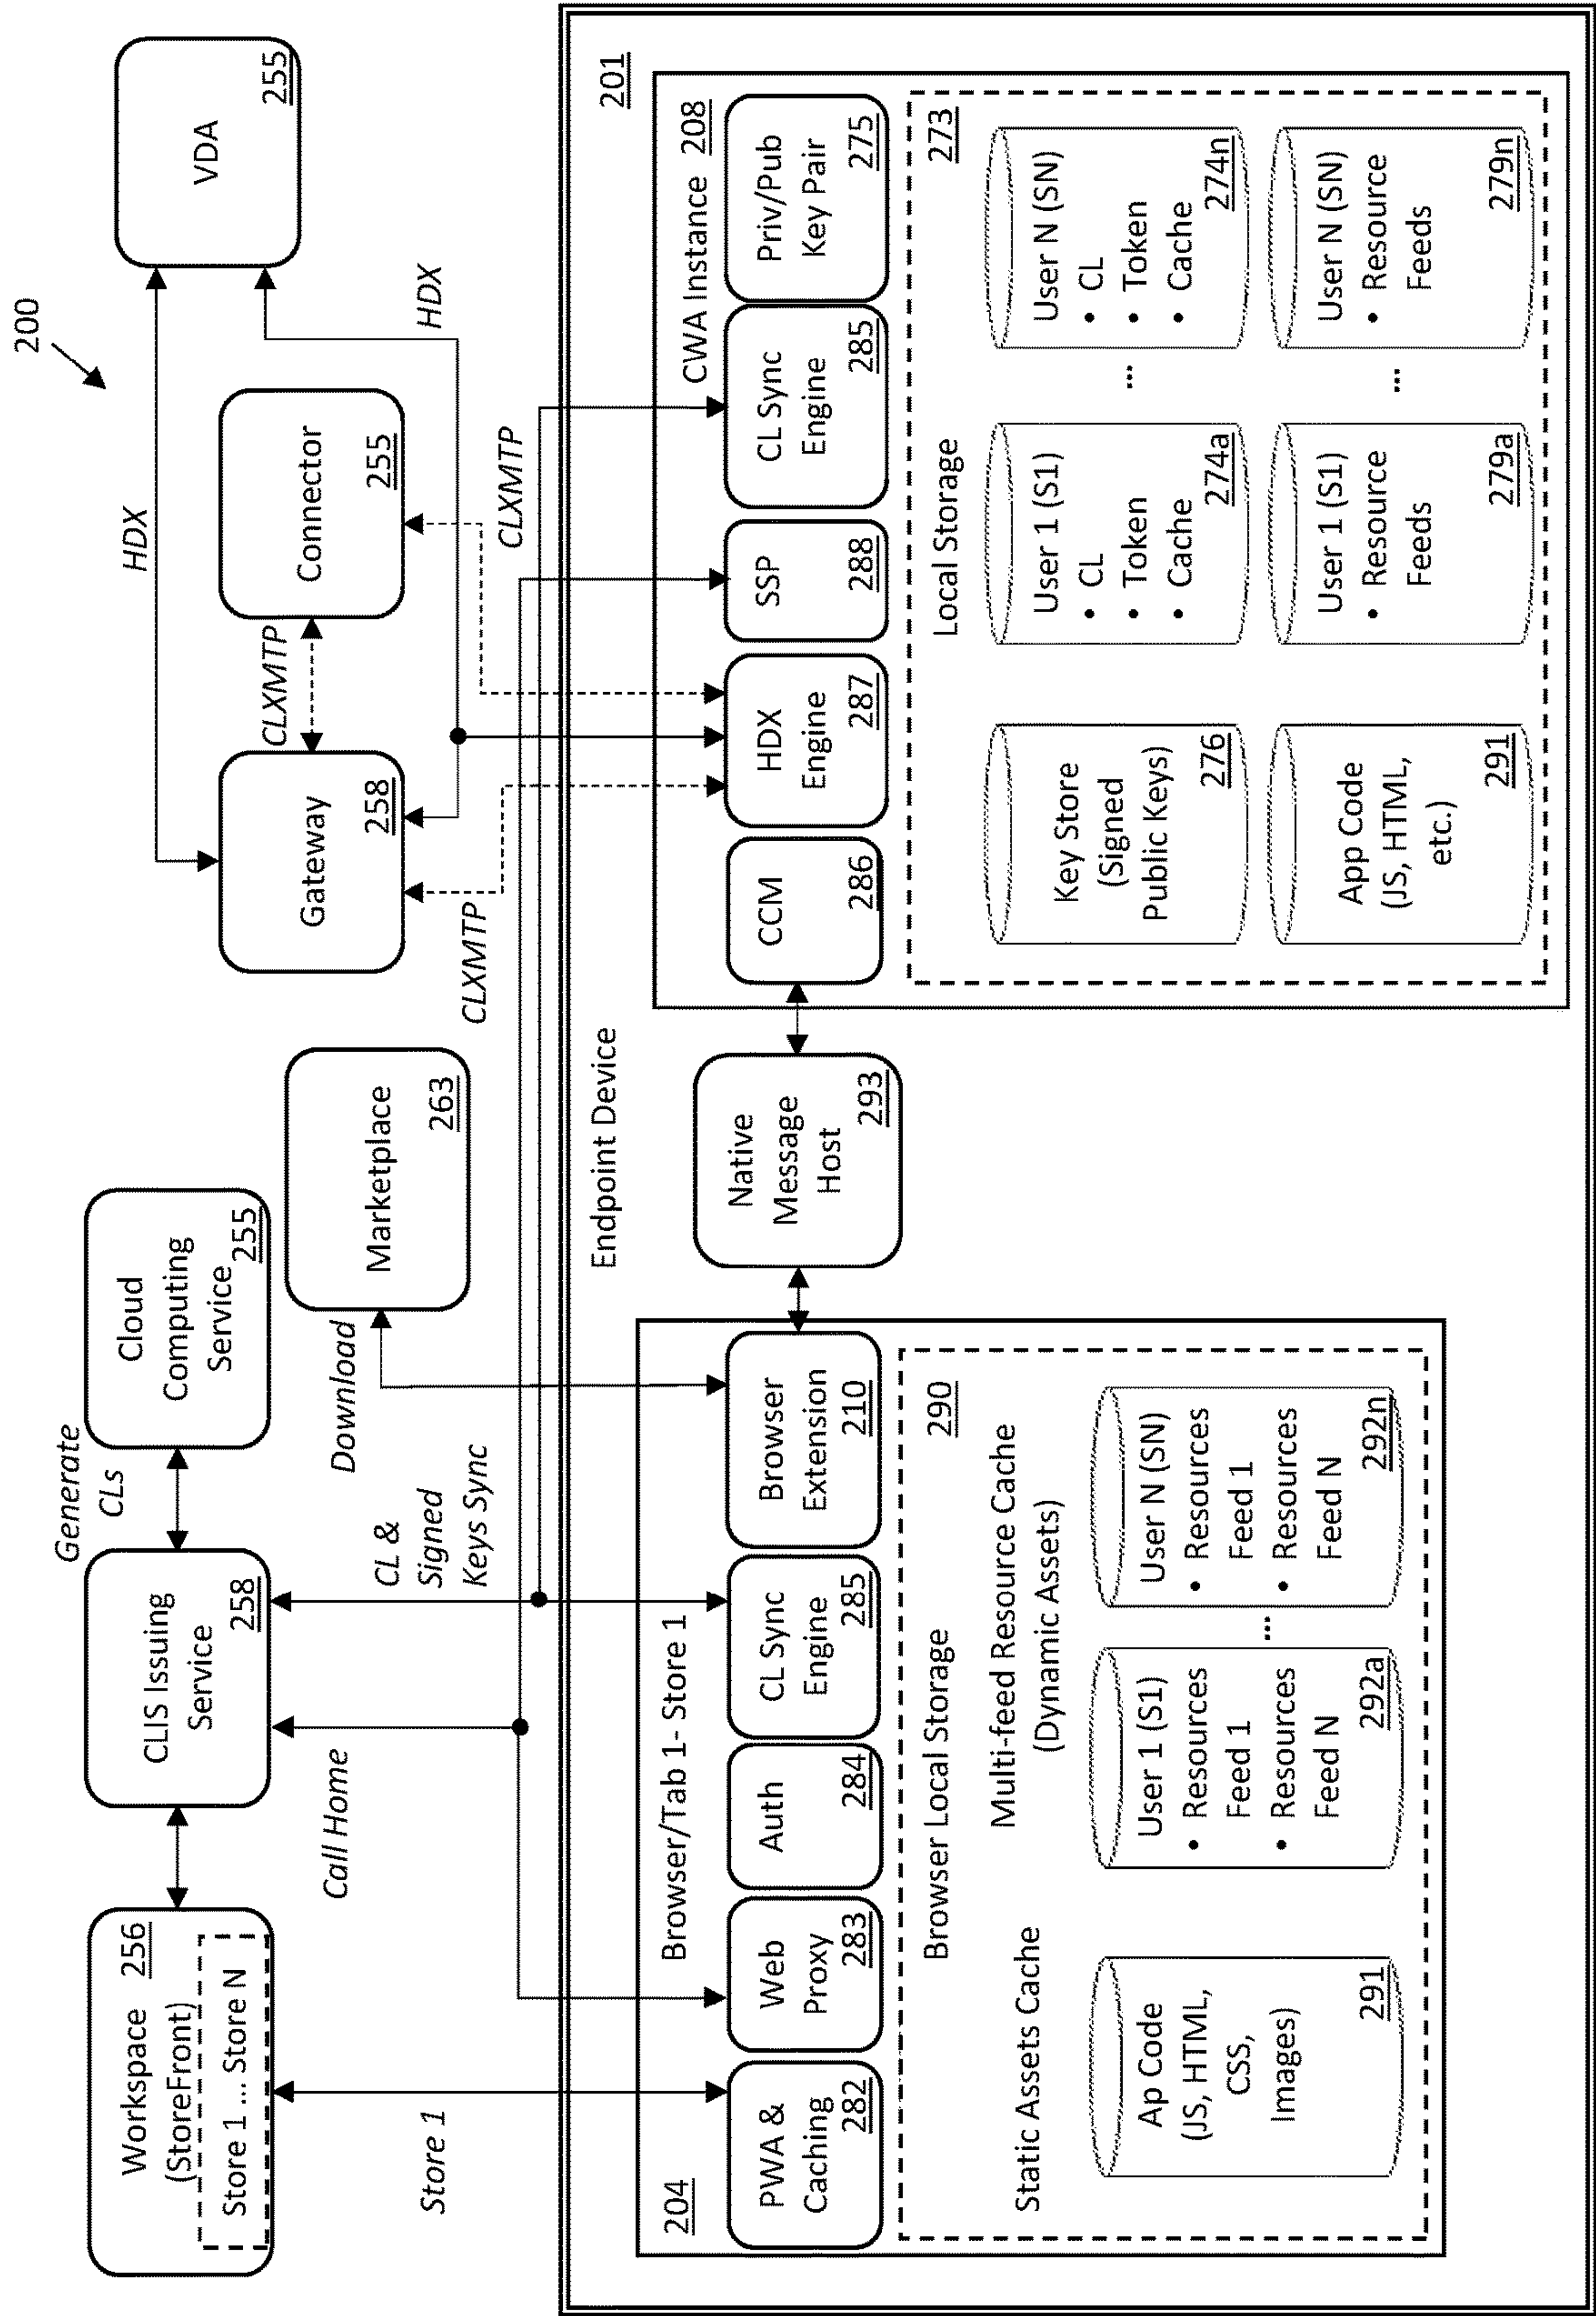 200
Workspace
(StoreFront)
256
Store 1 ... Store N
CLIS Issuing
Service
258
Generate
CLs
Cloud
Computing
Service
255
Marketplace
263
Gateway
258
CLXMTP
Connector
255
HDX
VDA
255
HDX
Store 1
Call Home
CL &
Signed
Keys Sync
Download
CLXMTP
CLXMTP
Endpoint Device
201
204
Browser/Tab 1- Store 1
PWA &
Caching
282
Web
Proxy
283
Auth
284
CL Sync
Engine
285
Browser
Extension
210
Browser Local Storage
290
Static Assets Cache
Multi-feed Resource Cache
(Dynamic Assets)
Ap Code
(JS, HTML,
CSS,
Images)
291
User 1 (S1)
• Resources
Feed 1
• Resources
Feed N
292a
...
User N (SN)
• Resources
Feed 1
• Resources
Feed N
292n
Native
Message
Host
293
CWA Instance
208
CCM
286
HDX
Engine
287
SSP
288
CL Sync
Engine
285
Priv/Pub
Key Pair
275
Local Storage
273
Key Store
(Signed
Public Keys)
276
User 1 (S1)
• CL
• Token
• Cache
274a
...
User N (SN)
• CL
• Token
• Cache
274n
App Code
(JS, HTML,
etc.)
291
User 1 (S1)
• Resource
Feeds
279a
...
User N (SN)
• Resource
Feeds
279n